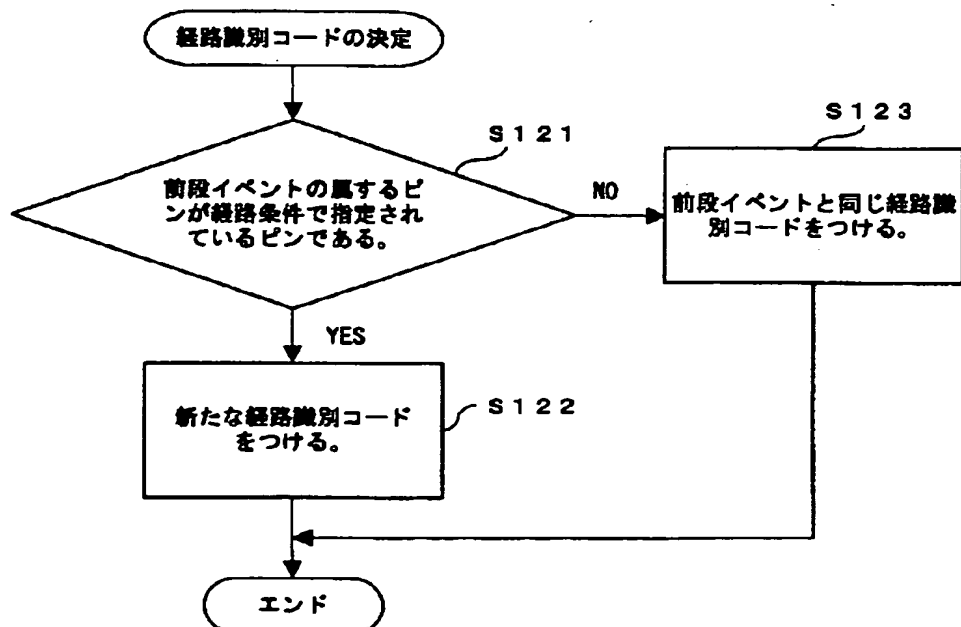 経路識別コードの決定
S121
前段イベントの属するピ
ンが経路条件で指定され
ているピンである。
NO
S123
前段イベントと同じ経路識
別コードをつける。
YES
新たな経路識別コード
をつける。
S122
エンド